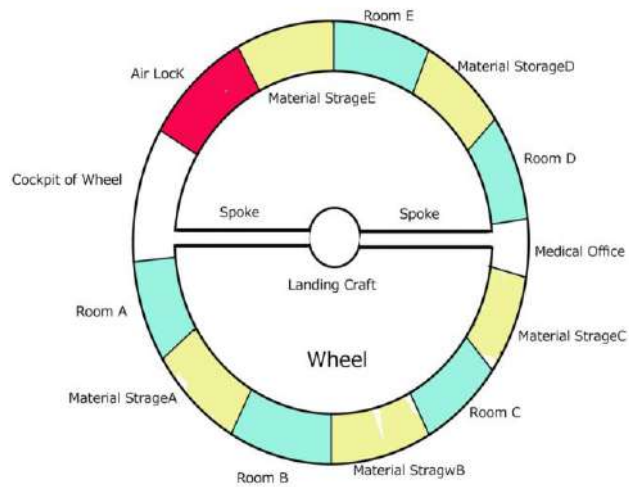 Room E
Air LocK
Material StorageD
Material StrageE
Room D
Cockpit of Wheel
Spoke
Spoke
Medical Office
Landing Craft
Room A
Material StrageC
Wheel
Material StrageA
Room C
Room B
Material StragwB